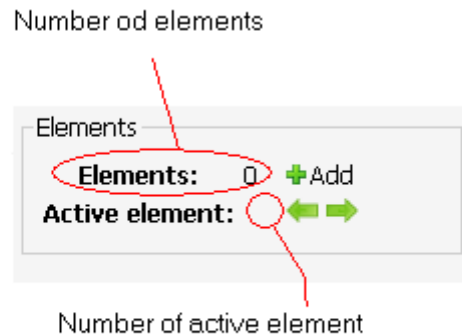 Number od elements
Elements
Elements: 0 Add
Active element:
Number of active element